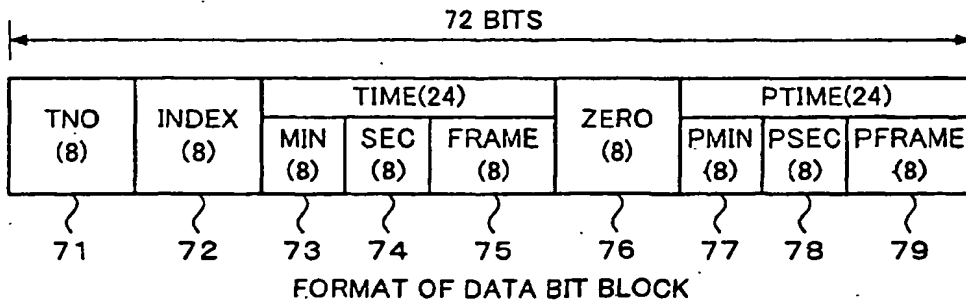 72 BITS
TNO (8)
INDEX (8)
TIME(24)
MIN (8)
SEC (8)
FRAME (8)
ZERO (8)
PTIME(24)
PMIN (8)
PSEC (8)
PFRAME (8)
71 72 73 74 75 76 77 78 79
FORMAT OF DATA BIT BLOCK